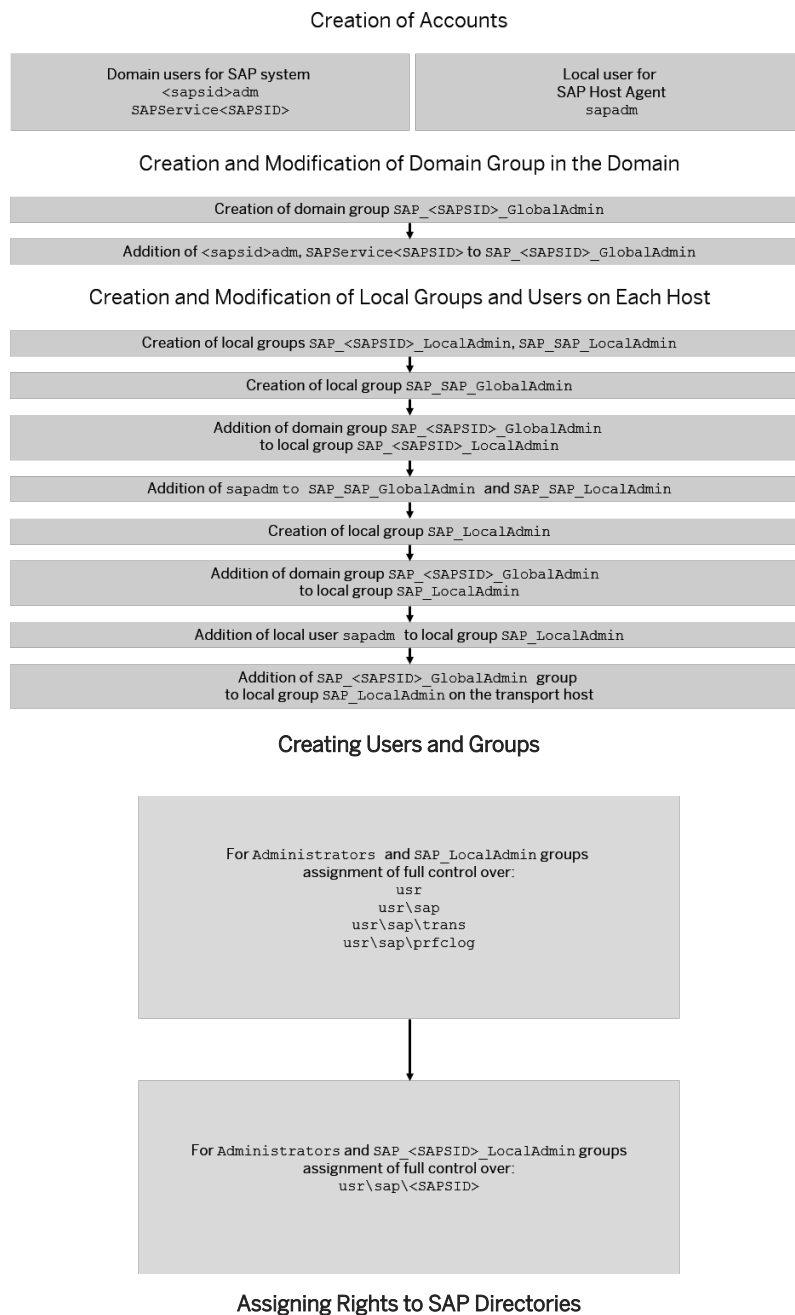 Creation of Accounts
Domain users for SAP system
<sapsid>adm
SAPService<SAPSID>
Local user for
SAP Host Agent
sapadm
Creation and Modification of Domain Group in the Domain
Creation of domain group SAP_<SAPSID>_GlobalAdmin
Addition of <sapsid>adm, SAPService<SAPSID> to SAP_<SAPSID>_GlobalAdmin
Creation and Modification of Local Groups and Users on Each Host
Creation of local groups SAP_<SAPSID>_LocalAdmin, SAP_SAP_LocalAdmin
Creation of local group SAP_SAP_GlobalAdmin
Addition of domain group SAP_<SAPSID>_GlobalAdmin
to local group SAP_<SAPSID>_LocalAdmin
Addition of sapadm to SAP_SAP_GlobalAdmin and SAP_SAP_LocalAdmin
Creation of local group SAP_LocalAdmin
Addition of domain group SAP_<SAPSID>_GlobalAdmin
to local group SAP_LocalAdmin
Addition of local user sapadm to local group SAP_LocalAdmin
Addition of SAP_<SAPSID>_GlobalAdmin group
to local group SAP_LocalAdmin on the transport host
Creating Users and Groups
For Administrators and SAP_LocalAdmin groups
assignment of full control over:
usr
usr\sap
usr\sap\trans
usr\sap\prfclog
For Administrators and SAP_<SAPSID>_LocalAdmin groups
assignment of full control over:
usr\sap\<SAPSID>
Assigning Rights to SAP Directories